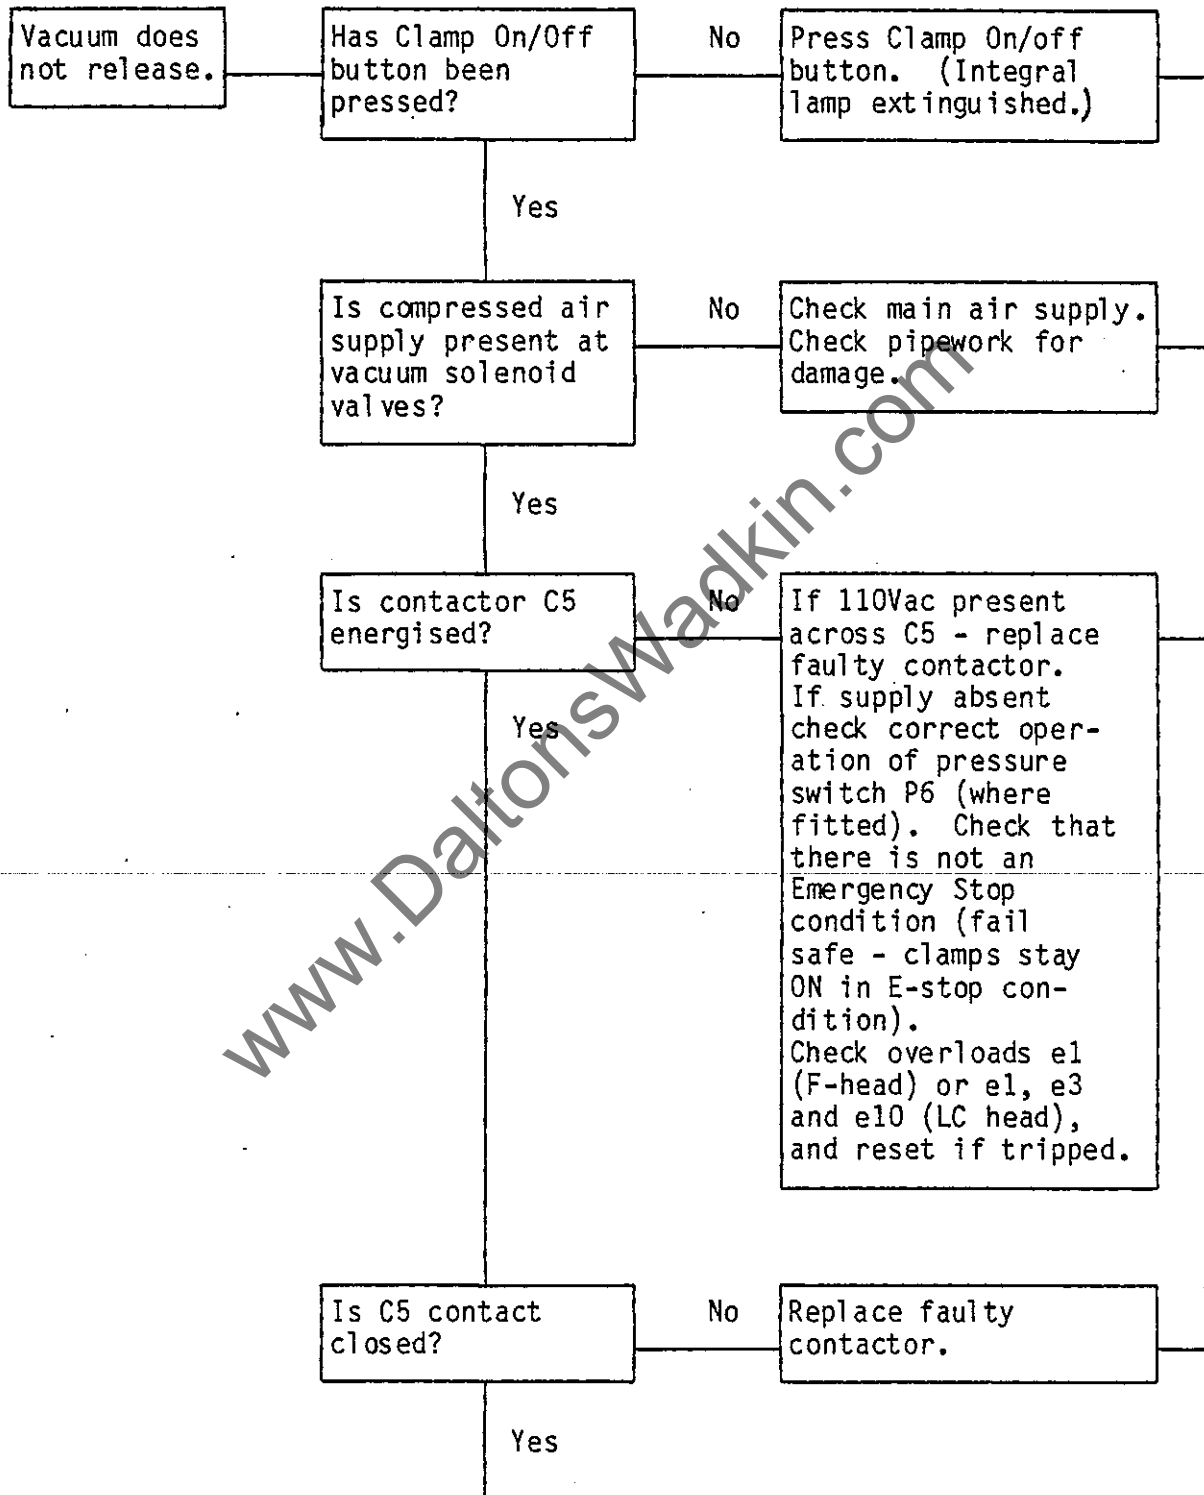 Vacuum does
not release.
Has Clamp On/Off
button been
pressed?
No
Press Clamp On/off
button. (Integral
lamp extinguished.)
Yes
Is compressed air
supply present at
vacuum solenoid
valves?
No
Check main air supply.
Check pipework for
damage.
Yes
Is contactor C5
energised?
No
If 110Vac present
across C5 - replace
faulty contactor.
If supply absent
check correct oper-
ation of pressure
switch P6 (where
fitted). Check that
there is not an
Emergency Stop
condition (fail
safe - clamps stay
ON in E-stop con-
dition).
Check overloads e1
(F-head) or e1, e3
and e10 (LC head),
and reset if tripped.
Yes
Is C5 contact
closed?
No
Replace faulty
contactor.
Yes
www.DaltonsWadkin.com